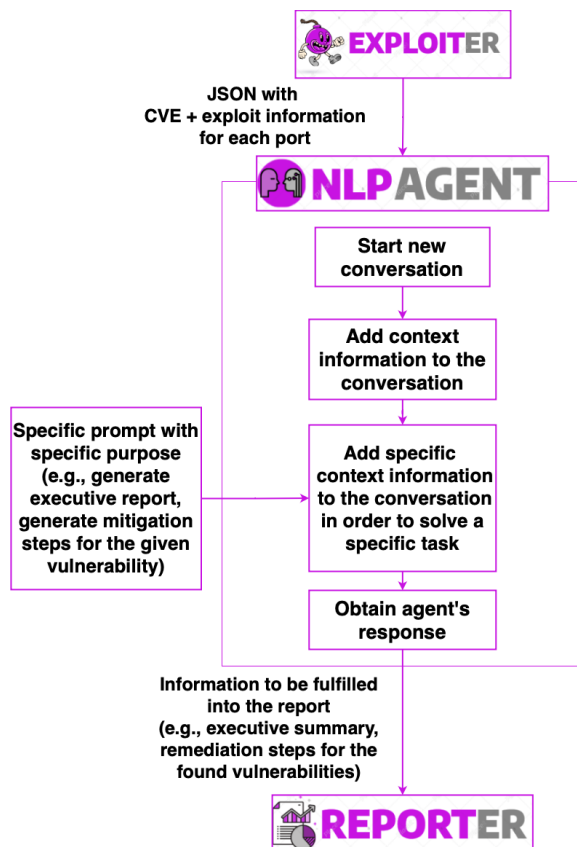 EXPLOITER
JSON with
CVE + exploit information
for each port
NLPAGENT
Start new
conversation
Add context
information to the
conversation
Specific prompt with
specific purpose
(e.g., generate
executive report,
generate mitigation
steps for the given
vulnerability)
Add specific
context information
to the conversation
in order to solve a
specific task
Obtain agent's
response
Information to be fulfilled
into the report
(e.g., executive summary,
remediation steps for the
found vulnerabilities)
REPORTER